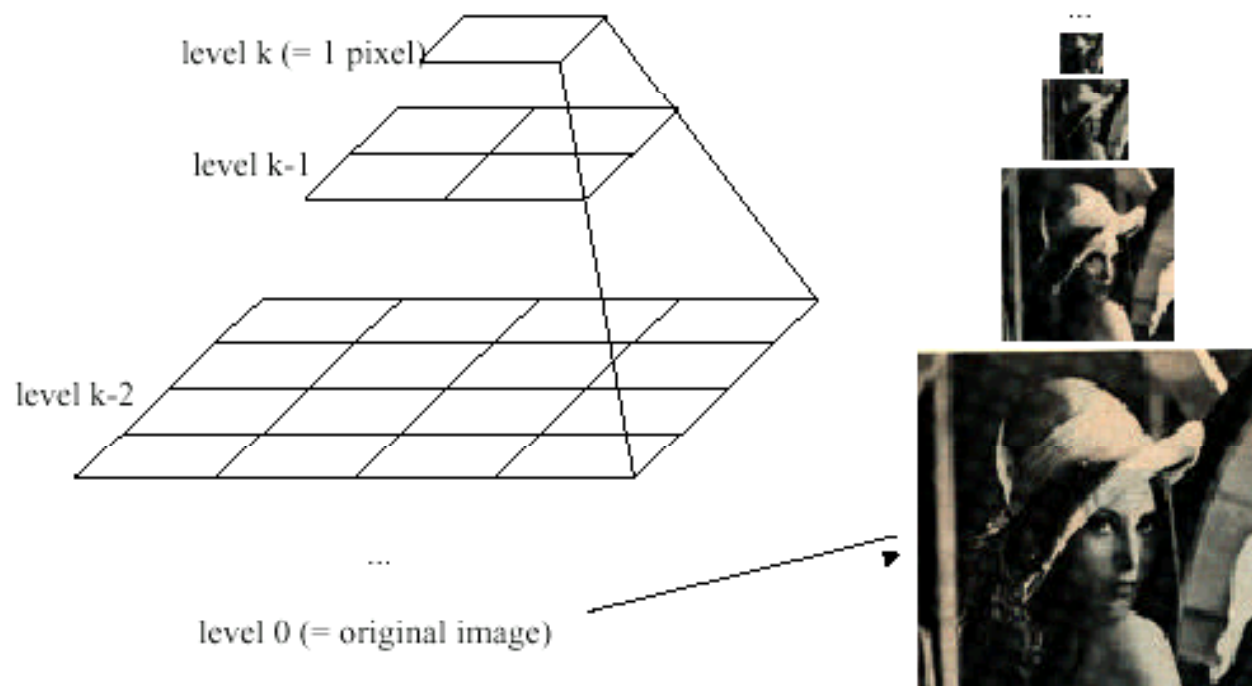 level k (= 1 pixel)
level k-1
level k-2
...
level 0 (= original image)
...